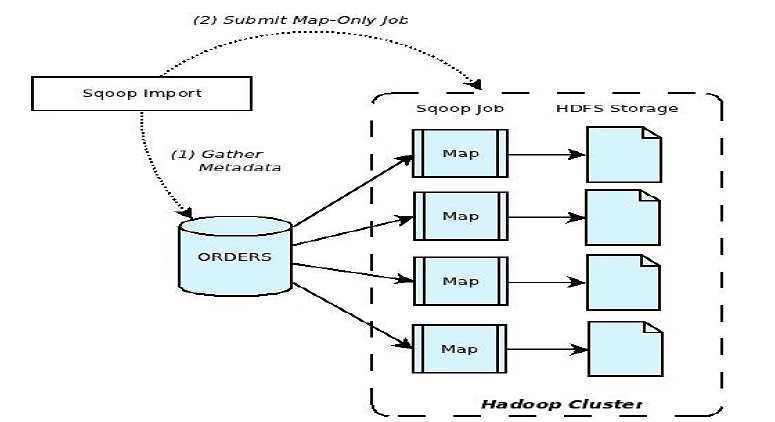 (2) Submit Map-Only Job
Sqoop Import
Sqoop Job
HDFS Storage
(1) Gather
Metadata
Map
Map
ORDERS
Map
Map
Hadoop Cluster